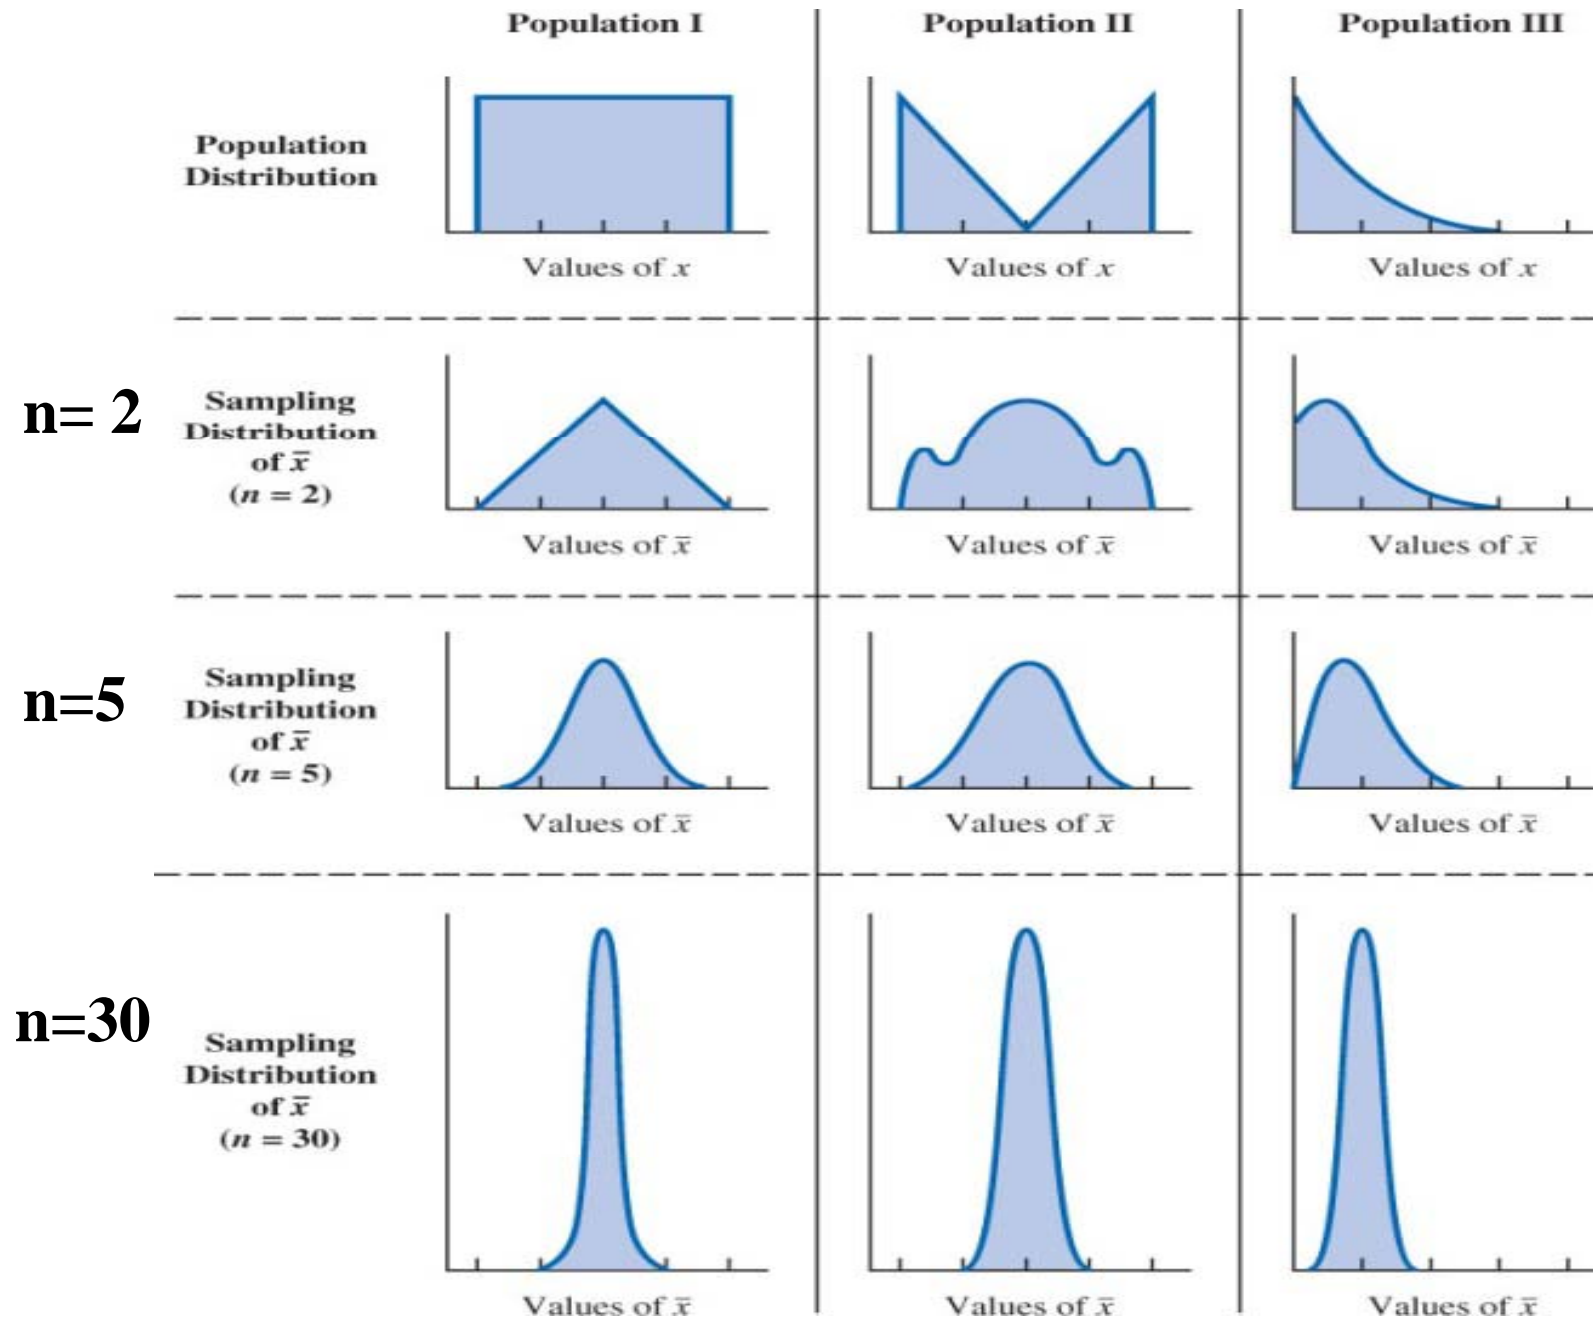 Population I
Population II
Population III
Population
Distribution
Values of x
Values of x
Values of x
n= 2
Sampling
Distribution
of x̄
(n = 2)
Values of x̄
Values of x̄
Values of x̄
n=5
Sampling
Distribution
of x̄
(n = 5)
Values of x̄
Values of x̄
Values of x̄
n=30
Sampling
Distribution
of x̄
(n = 30)
Values of x̄
Values of x̄
Values of x̄